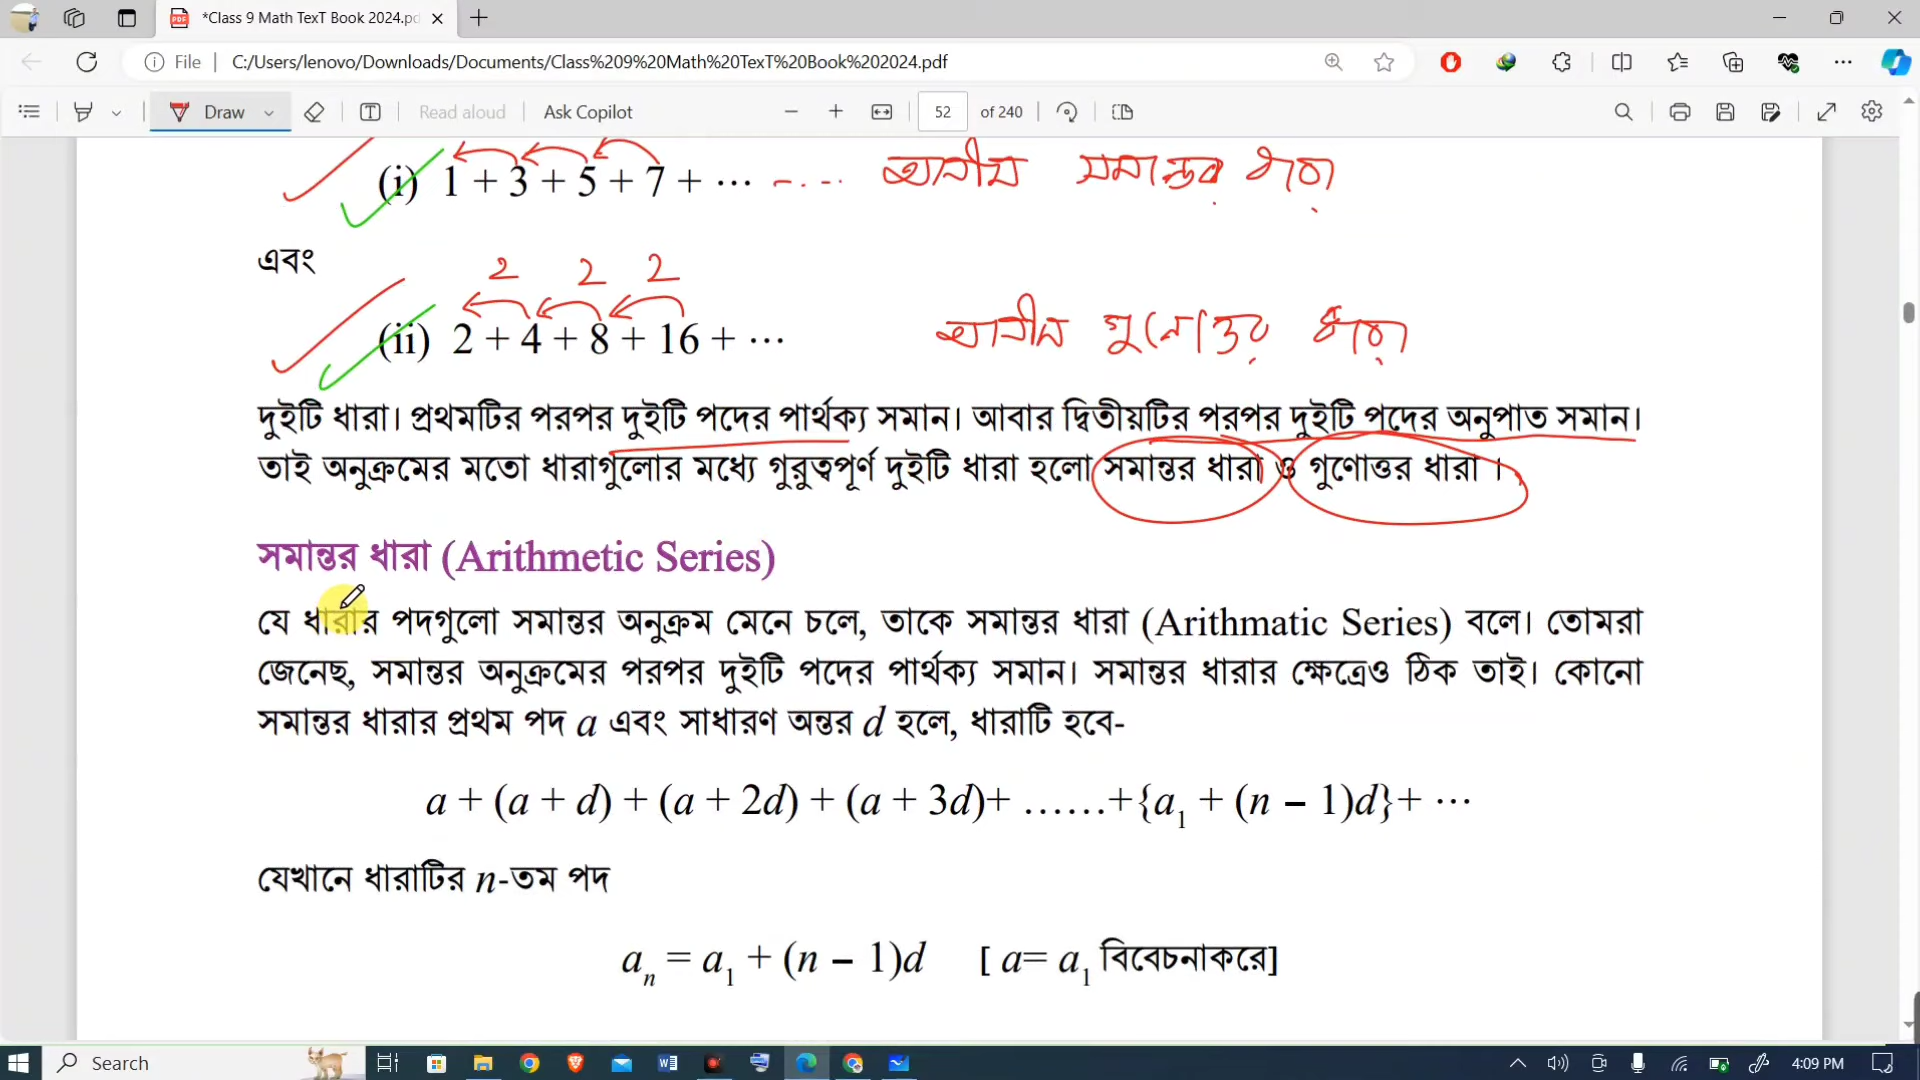 *Class 9 Math TexT Book 2024.pd
File
C:/Users/lenovo/Downloads/Documents/Class%209%20Math%20TexT%20Book%202024.pdf
Draw
Read aloud
Ask Copilot
52 of 240
(i) 1 + 3 + 5 + 7 + ··· সমান্তর ধারা
এবং
2 2 2
(ii) 2 + 4 + 8 + 16 + ··· ধারা
দুইটি ধারা। প্রথমটির পরপর দুইটি পদের পার্থক্য সমান। আবার দ্বিতীয়টির পরপর দুইটি পদের অনুপাত সমান।
তাই অনুক্রমের মতো ধারাগুলোর মধ্যে গুরুত্বপূর্ণ দুইটি ধারা হলো সমান্তর ধারা ও গুণোত্তর ধারা ।
সমান্তর ধারা (Arithmetic Series)
যে ধারার পদগুলো সমান্তর অনুক্রম মেনে চলে, তাকে সমান্তর ধারা (Arithmatic Series) বলে। তোমরা
জেনেছ, সমান্তর অনুক্রমের পরপর দুইটি পদের পার্থক্য সমান। সমান্তর ধারার ক্ষেত্রেও ঠিক তাই। কোনো
সমান্তর ধারার প্রথম পদ a এবং সাধারণ অন্তর d হলে, ধারাটি হবে-
a + (a + d) + (a + 2d) + (a + 3d)+ ......+{a₁ + (n − 1)d}+ ···
যেখানে ধারাটির n-তম পদ
aₙ = a₁ + (n − 1)d [ a= a₁ বিবেচনাকরে]
Search
4:09 PM